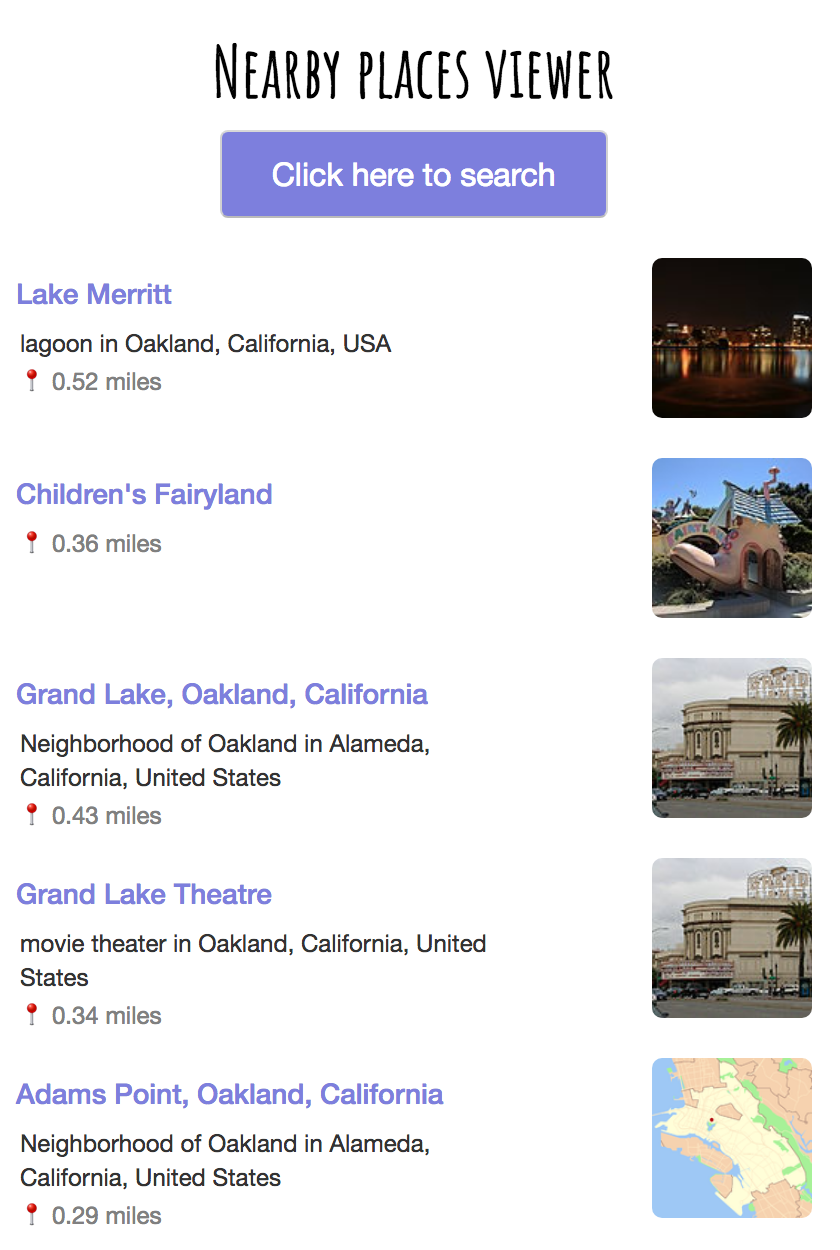 Nearby places viewer
Click here to search
Lake Merritt
lagoon in Oakland, California, USA
0.52 miles
Children's Fairyland
0.36 miles
FAIRYLAND
Grand Lake, Oakland, California
Neighborhood of Oakland in Alameda,
California, United States
0.43 miles
GRAND
Grand Lake Theatre
movie theater in Oakland, California, United
States
0.34 miles
GRAND
Adams Point, Oakland, California
Neighborhood of Oakland in Alameda,
California, United States
0.29 miles